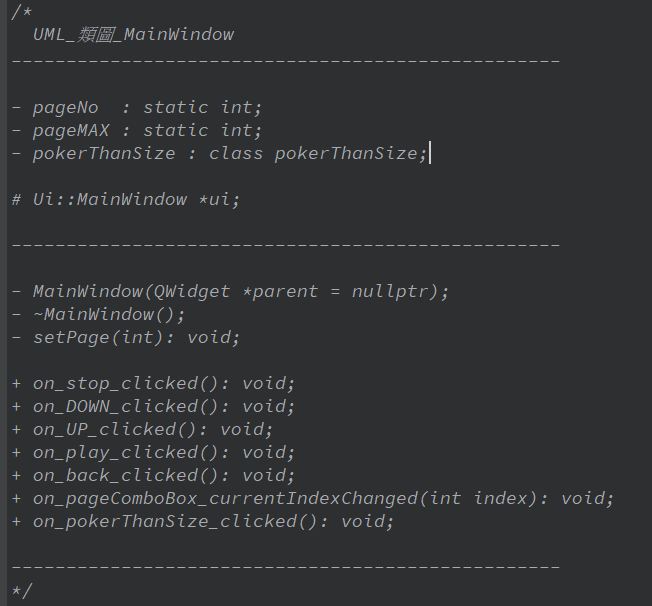 /*
UML_類圖_MainWindow
--------------------------------------------------
- pageNo  : static int;
- pageMAX : static int;
- pokerThanSize : class pokerThanSize;
# Ui::MainWindow *ui;
--------------------------------------------------
- MainWindow(QWidget *parent = nullptr);
- ~MainWindow();
- setPage(int): void;
+ on_stop_clicked(): void;
+ on_DOWN_clicked(): void;
+ on_UP_clicked(): void;
+ on_play_clicked(): void;
+ on_back_clicked(): void;
+ on_pageComboBox_currentIndexChanged(int index): void;
+ on_pokerThanSize_clicked(): void;
--------------------------------------------------
*/